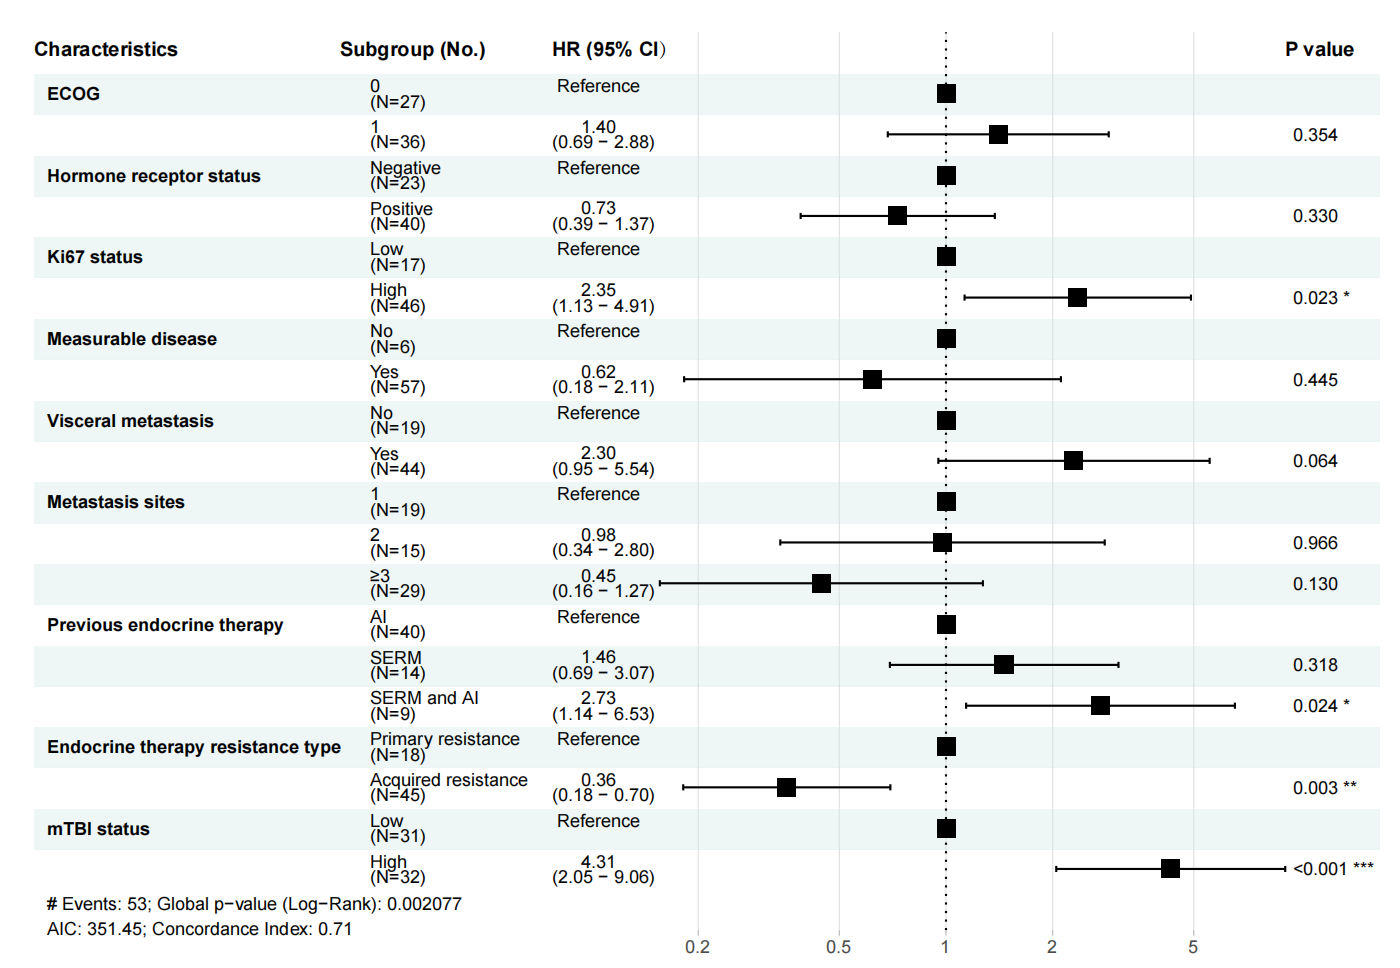 Characteristics Subgroup (No.) HR (95% CI) P value
ECOG 0 Reference
(N=27)
1 1.40 0.354
(N=36) (0.69 − 2.88)
Hormone receptor status Negative Reference
(N=23)
Positive 0.73 0.330
(N=40) (0.39 − 1.37)
Ki67 status Low Reference
(N=17)
High 2.35 0.023 *
(N=46) (1.13 − 4.91)
Measurable disease No Reference
(N=6)
Yes 0.62 0.445
(N=57) (0.18 − 2.11)
Visceral metastasis No Reference
(N=19)
Yes 2.30 0.064
(N=44) (0.95 − 5.54)
Metastasis sites 1 Reference
(N=19)
2 0.98 0.966
(N=15) (0.34 − 2.80)
≥3 0.45 0.130
(N=29) (0.16 − 1.27)
Previous endocrine therapy AI Reference
(N=40)
SERM 1.46 0.318
(N=14) (0.69 − 3.07)
SERM and AI 2.73 0.024 *
(N=9) (1.14 − 6.53)
Endocrine therapy resistance type Primary resistance Reference
(N=18)
Acquired resistance 0.36 0.003 **
(N=45) (0.18 − 0.70)
mTBI status Low Reference
(N=31)
High 4.31 <0.001 ***
(N=32) (2.05 − 9.06)
# Events: 53; Global p−value (Log−Rank): 0.002077
AIC: 351.45; Concordance Index: 0.71
0.2 0.5 1 2 5